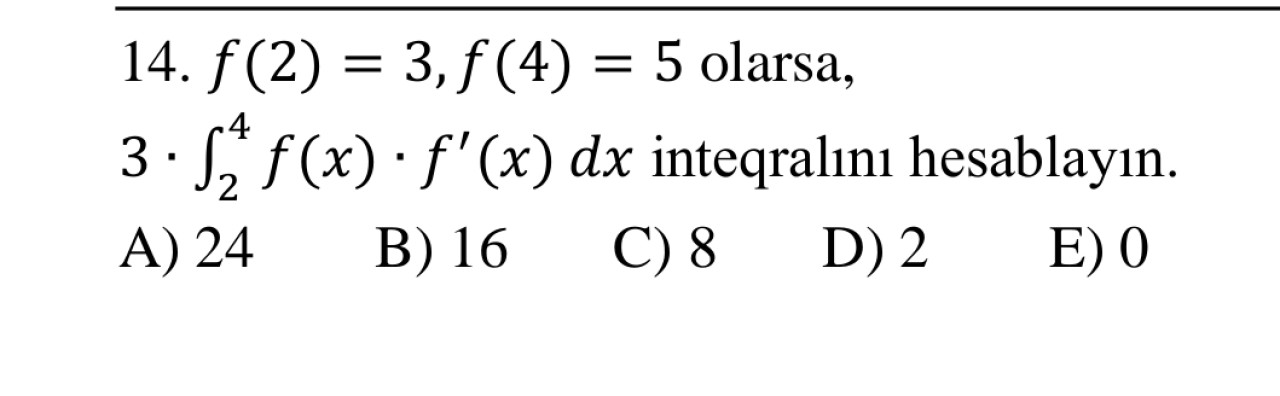 14. f(2) = 3, f(4) = 5 olarsa,
3 · ∫₂⁴ f(x) · f′(x) dx inteqralını hesablayın.
A) 24 B) 16 C) 8 D) 2 E) 0